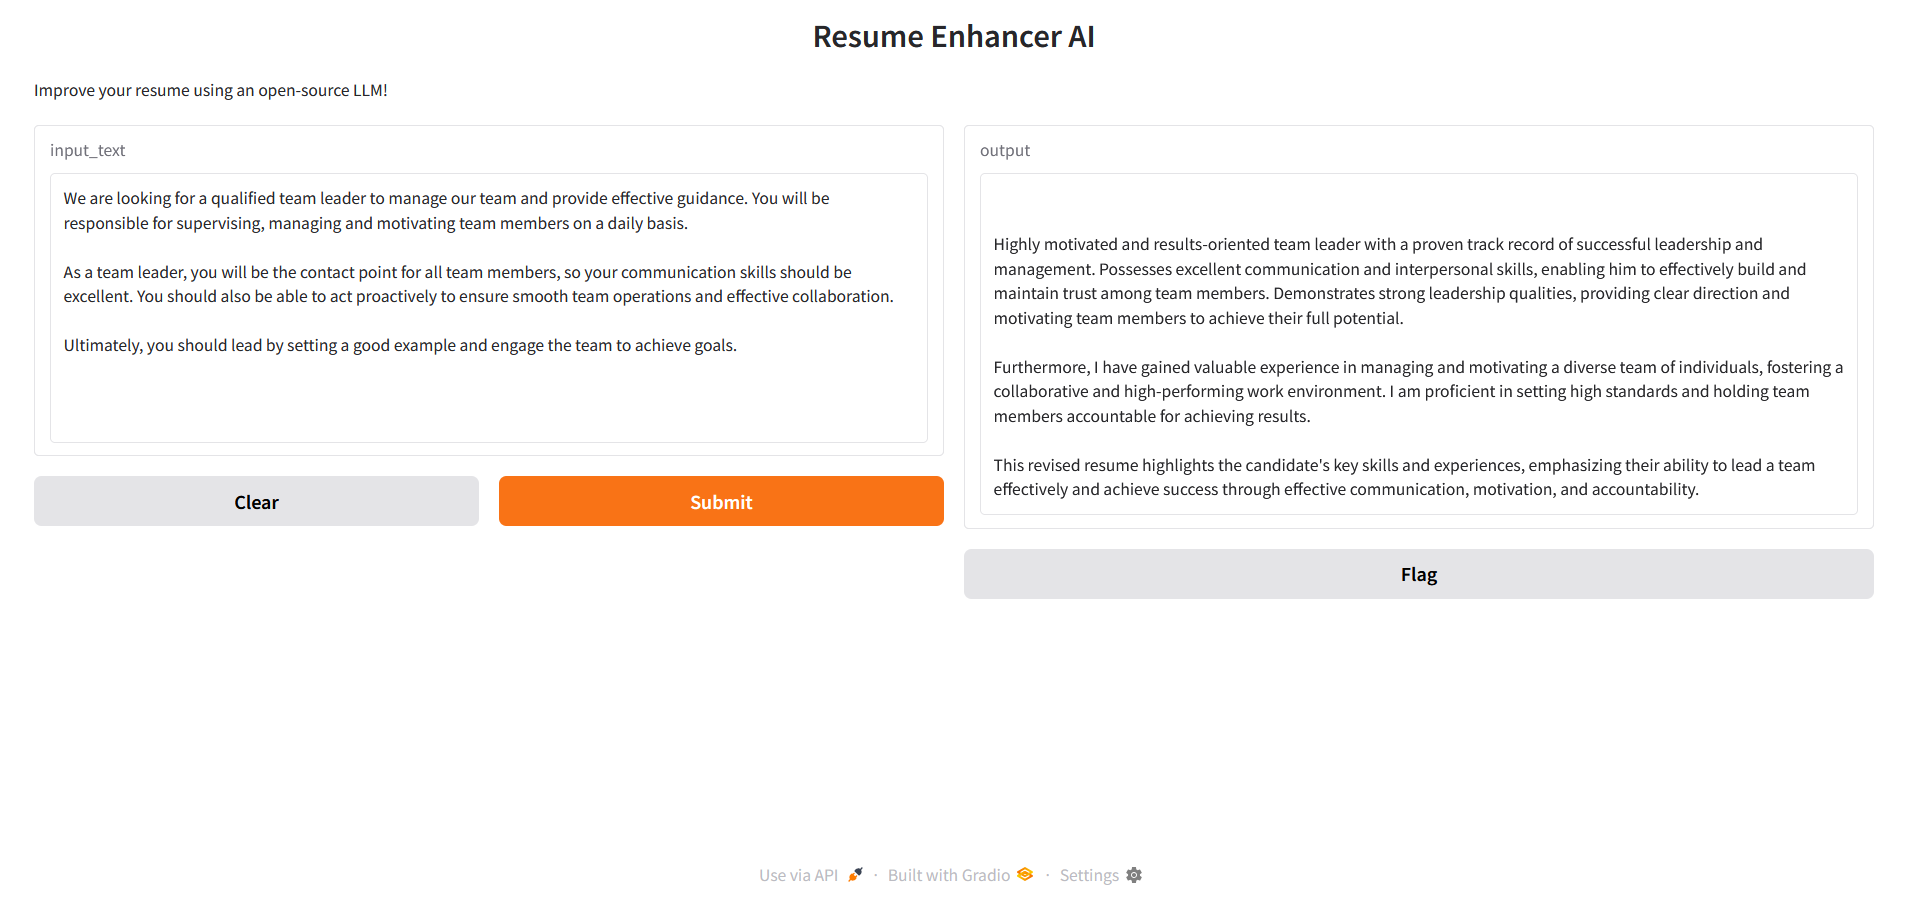 Resume Enhancer AI
Improve your resume using an open-source LLM!
input_text
We are looking for a qualified team leader to manage our team and provide effective guidance. You will be
responsible for supervising, managing and motivating team members on a daily basis.
As a team leader, you will be the contact point for all team members, so your communication skills should be
excellent. You should also be able to act proactively to ensure smooth team operations and effective collaboration.
Ultimately, you should lead by setting a good example and engage the team to achieve goals.
Clear
Submit
output
Highly motivated and results-oriented team leader with a proven track record of successful leadership and
management. Possesses excellent communication and interpersonal skills, enabling him to effectively build and
maintain trust among team members. Demonstrates strong leadership qualities, providing clear direction and
motivating team members to achieve their full potential.
Furthermore, I have gained valuable experience in managing and motivating a diverse team of individuals, fostering a
collaborative and high-performing work environment. I am proficient in setting high standards and holding team
members accountable for achieving results.
This revised resume highlights the candidate's key skills and experiences, emphasizing their ability to lead a team
effectively and achieve success through effective communication, motivation, and accountability.
Flag
Use via API · Built with Gradio · Settings